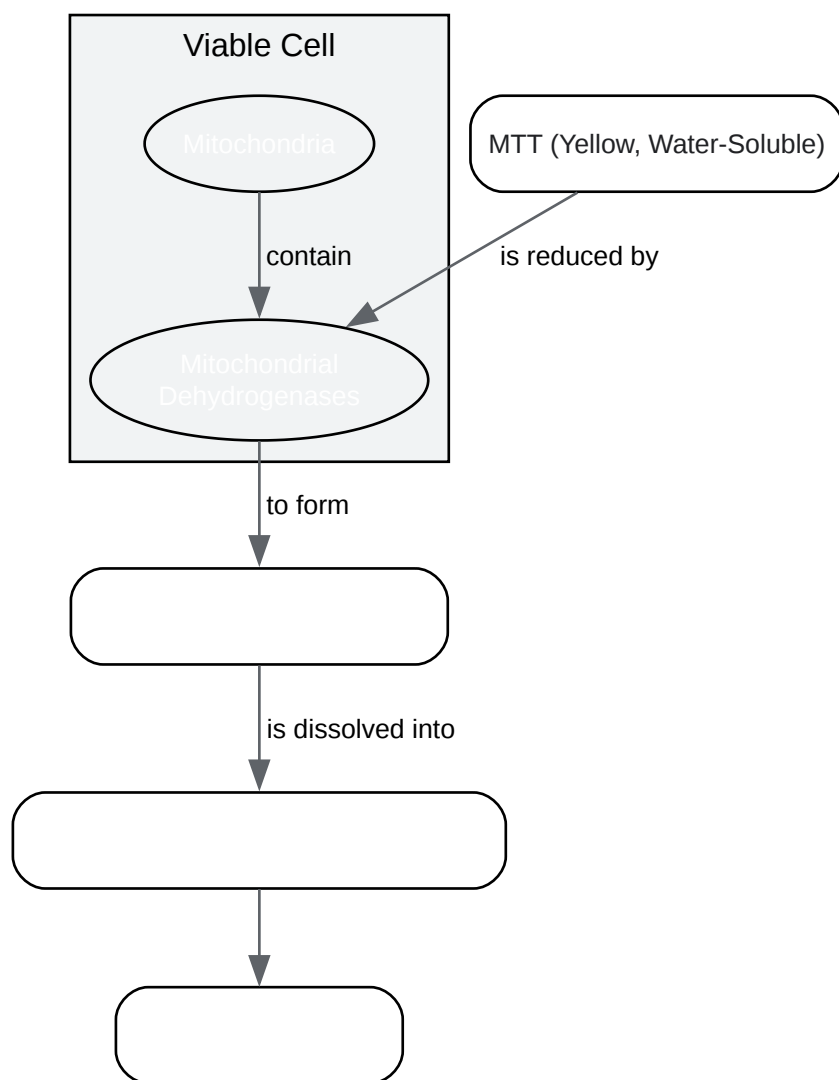 Viable Cell
Mitochondria
MTT (Yellow, Water-Soluble)
contain
is reduced by
Mitochondrial
Dehydrogenases
to form
is dissolved into